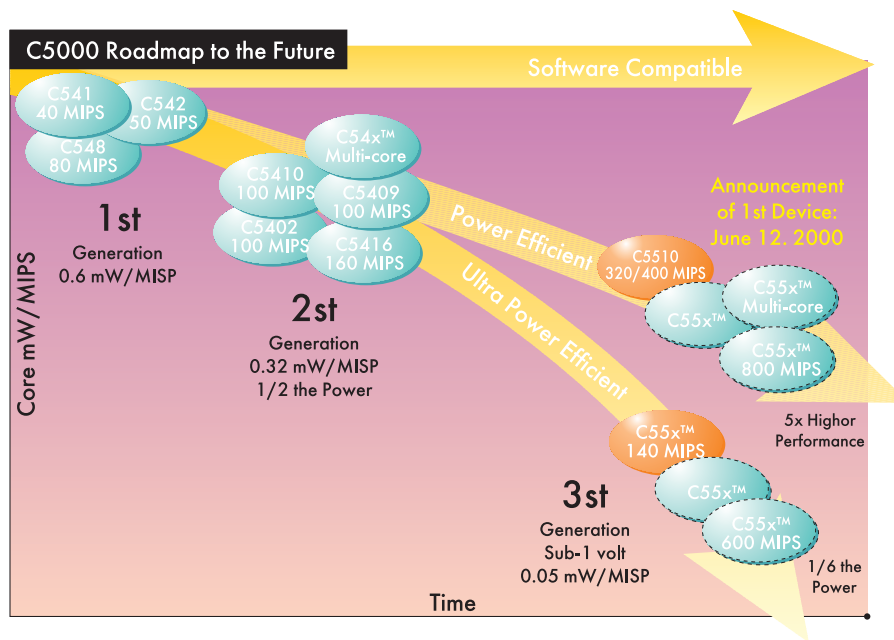 C5000 Roadmap to the Future
Software Compatible
C541
40 MIPS
C542
50 MIPS
C548
80 MIPS
1st
Generation
0.6 mW/MISP
C54x™
Multi-core
C5410
100 MIPS
C5409
100 MIPS
C5402
100 MIPS
C5416
160 MIPS
2st
Generation
0.32 mW/MISP
1/2 the Power
Power Efficient
Ultra Power Efficient
Announcement
of 1st Device:
June 12. 2000
C5510
320/400 MIPS
C55x™
C55x™
Multi-core
C55x™
800 MIPS
5x Highor
Performance
C55x™
140 MIPS
C55x™
C55x™
600 MIPS
3st
Generation
Sub-1 volt
0.05 mW/MISP
1/6 the
Power
Core mW/MIPS
Time